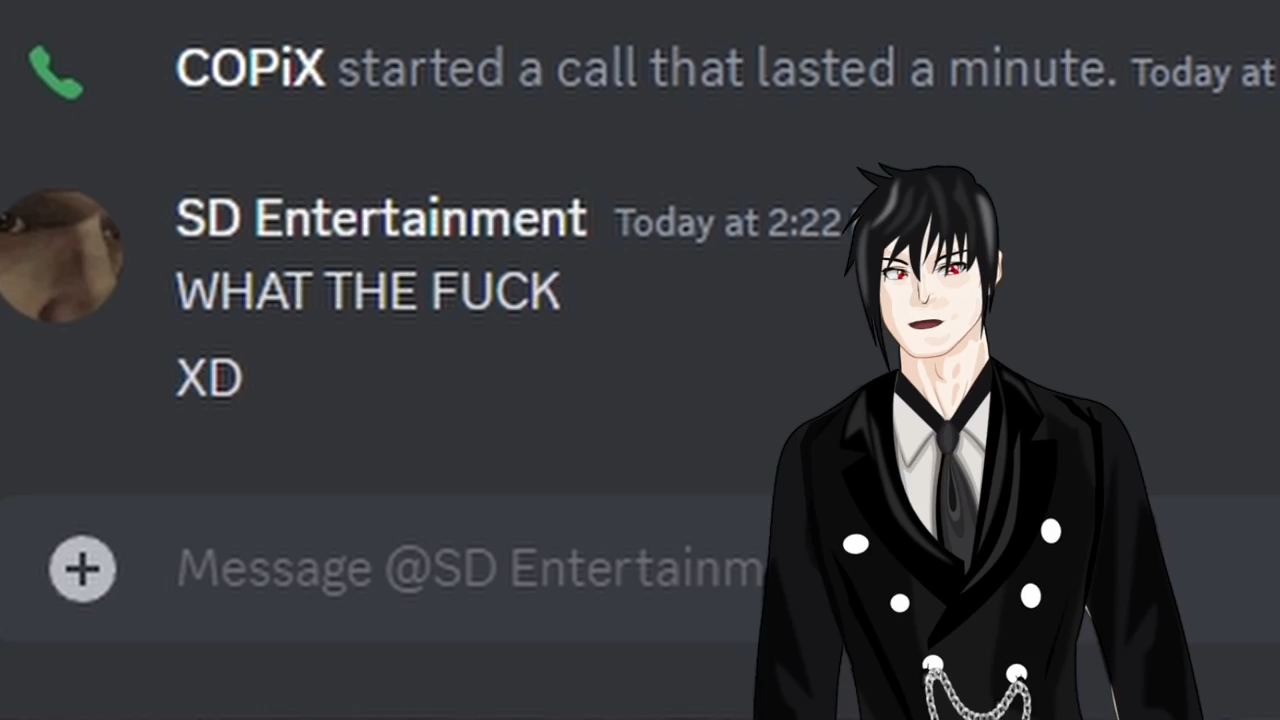 COPiX started a call that lasted a minute. Today at
SD Entertainment Today at 2:22
WHAT THE FUCK
XD
Message @SD Entertainm